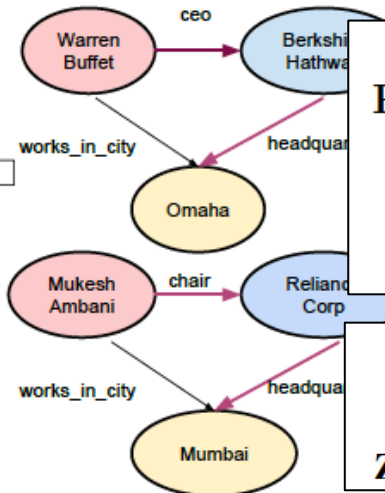 ceo
Warren
Buffet
Berkshi
Hathwa
works_in_city
headquar
Omaha
Mukesh
Ambani
chair
Relianc
Corp
works_in_city
headqua
Mumbai
Z